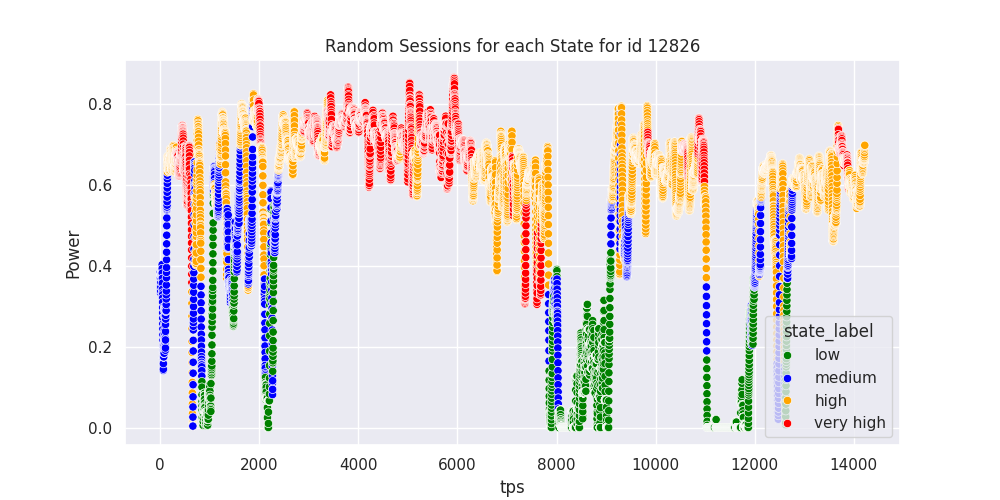 Random Sessions for each State for id 12826
Power
0.8
0.6
0.4
0.2
0.0
state_label
low
medium
high
very high
0 2000 4000 6000 8000 10000 12000 14000
tps